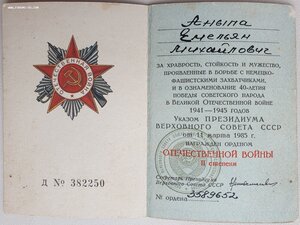 Д № 382250
Аныпа
Емельян
Михайлович
ЗА ХРАБРОСТЬ, СТОЙКОСТЬ И МУЖЕСТВО,
ПРОЯВЛЕННЫЕ В БОРЬБЕ С НЕМЕЦКО-
ФАШИСТСКИМИ ЗАХВАТЧИКАМИ,
И В ОЗНАМЕНОВАНИЕ 40-ЛЕТИЯ
ПОБЕДЫ СОВЕТСКОГО НАРОДА
В ВЕЛИКОЙ ОТЕЧЕСТВЕННОЙ ВОЙНЕ
1941—1945 ГОДОВ
УКАЗОМ ПРЕЗИДИУМА
ВЕРХОВНОГО СОВЕТА СССР
от 11 марта 1985 г.
НАГРАЖДЕН ОРДЕНОМ
ОТЕЧЕСТВЕННОЙ ВОЙНЫ
II степени
Секретарь Президиума
Верховного Совета СССР
№ ордена 3589652